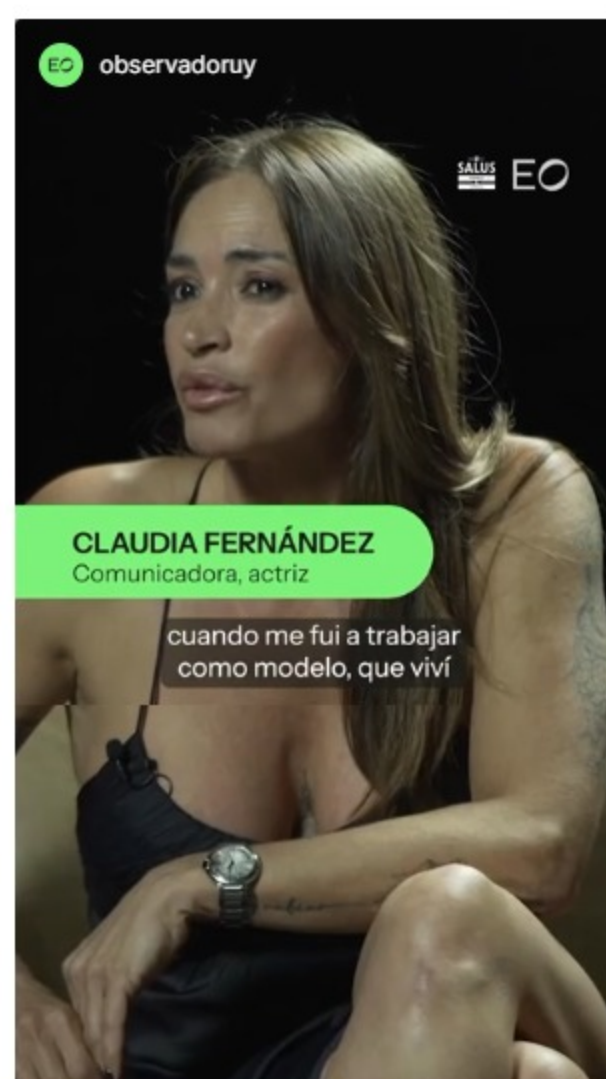 EO observadoruy
SALUS EO
CLAUDIA FERNÁNDEZ
Comunicadora, actriz
cuando me fui a trabajar
como modelo, que viví